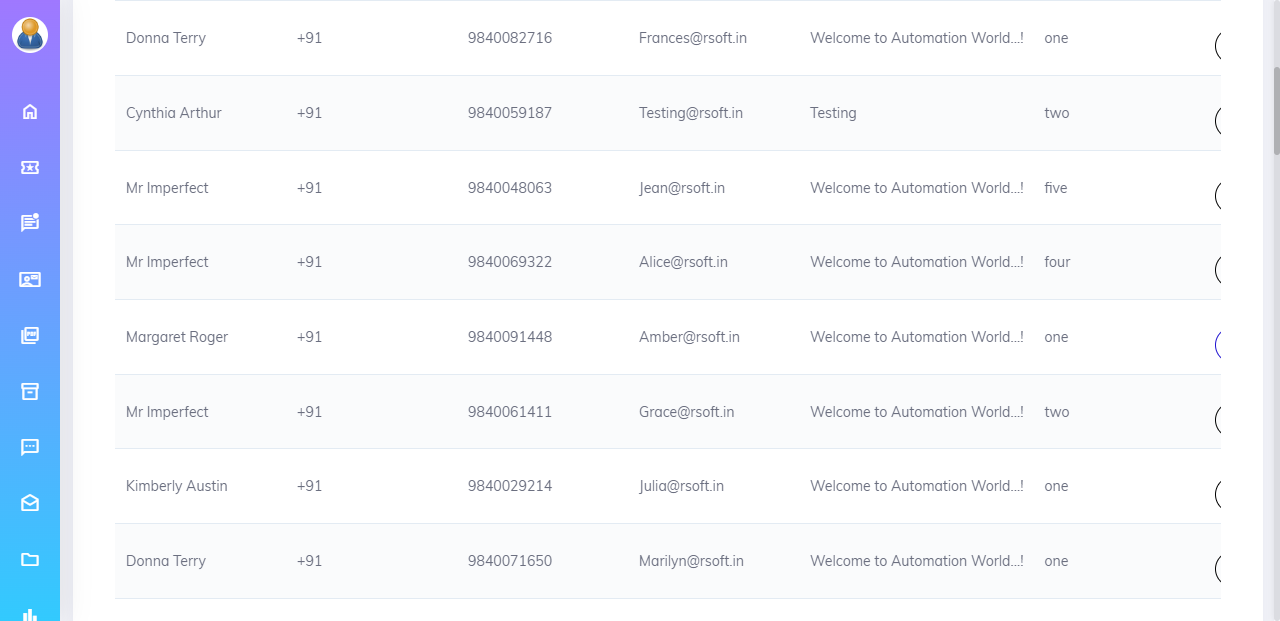 Donna Terry +91 9840082716 Frances@rsoft.in Welcome to Automation World...! one
Cynthia Arthur +91 9840059187 Testing@rsoft.in Testing two
Mr Imperfect +91 9840048063 Jean@rsoft.in Welcome to Automation World...! five
Mr Imperfect +91 9840069322 Alice@rsoft.in Welcome to Automation World...! four
Margaret Roger +91 9840091448 Amber@rsoft.in Welcome to Automation World...! one
Mr Imperfect +91 9840061411 Grace@rsoft.in Welcome to Automation World...! two
Kimberly Austin +91 9840029214 Julia@rsoft.in Welcome to Automation World...! one
Donna Terry +91 9840071650 Marilyn@rsoft.in Welcome to Automation World...! one